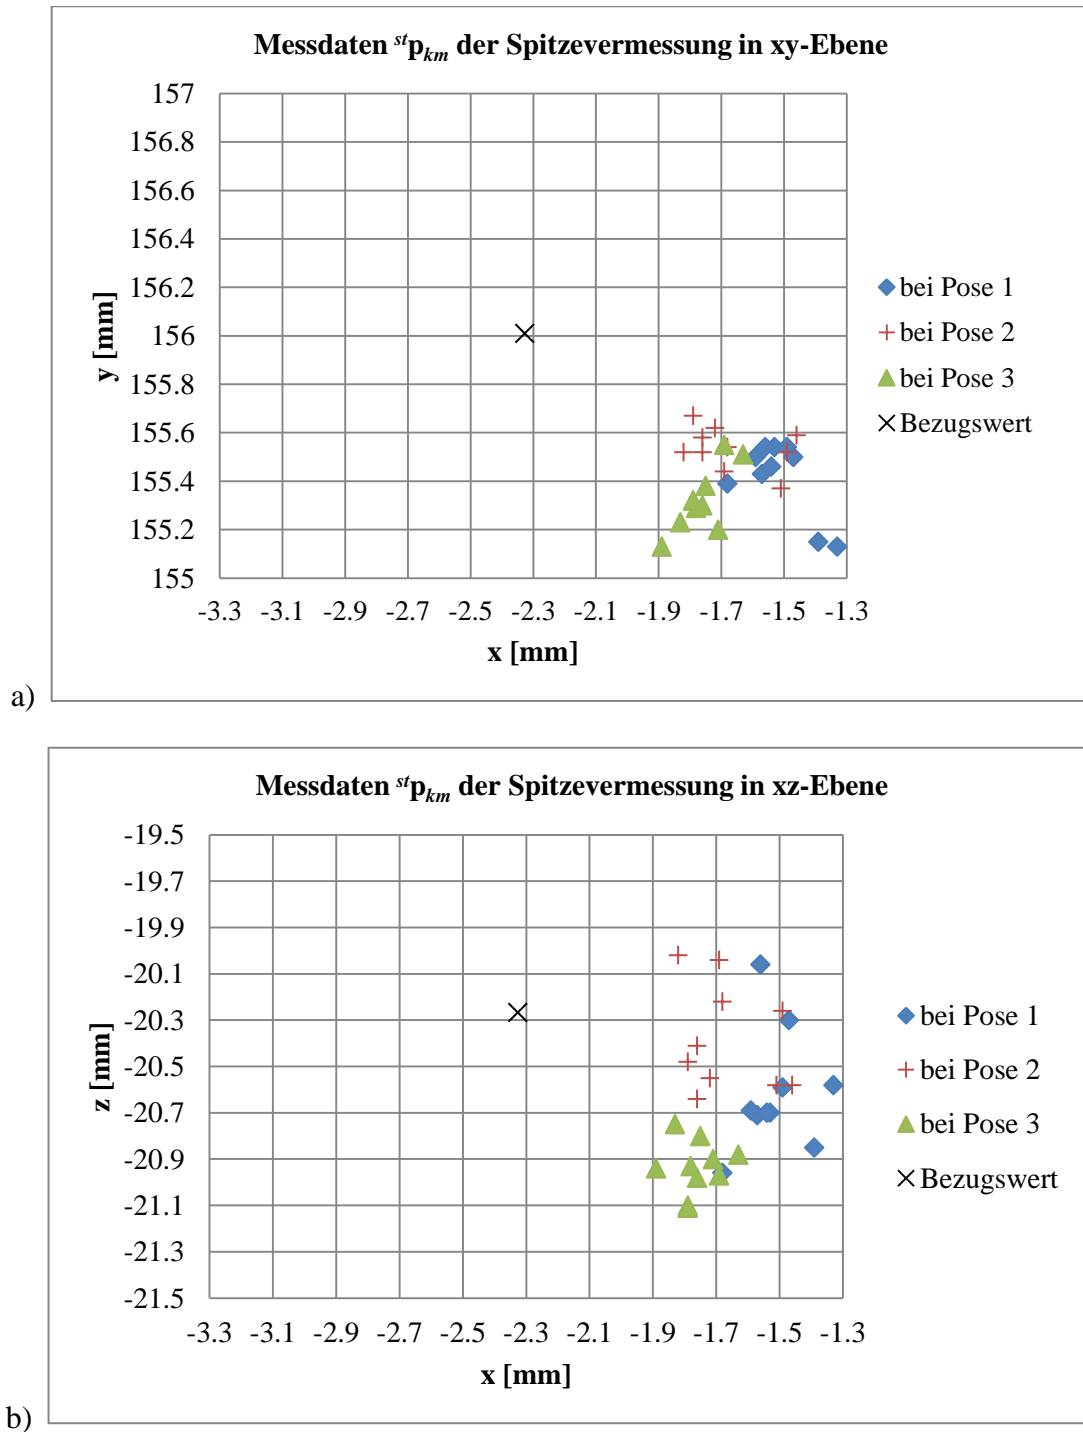 Messdaten ˢᵗp_km der Spitzevermessung in xy-Ebene
157
156.8
156.6
156.4
156.2
156
155.8
155.6
155.4
155.2
155
y [mm]
-3.3 -3.1 -2.9 -2.7 -2.5 -2.3 -2.1 -1.9 -1.7 -1.5 -1.3
x [mm]
bei Pose 1
bei Pose 2
bei Pose 3
Bezugswert
a)
Messdaten ˢᵗp_km der Spitzevermessung in xz-Ebene
-19.5
-19.7
-19.9
-20.1
-20.3
-20.5
-20.7
-20.9
-21.1
-21.3
-21.5
z [mm]
-3.3 -3.1 -2.9 -2.7 -2.5 -2.3 -2.1 -1.9 -1.7 -1.5 -1.3
x [mm]
bei Pose 1
bei Pose 2
bei Pose 3
Bezugswert
b)